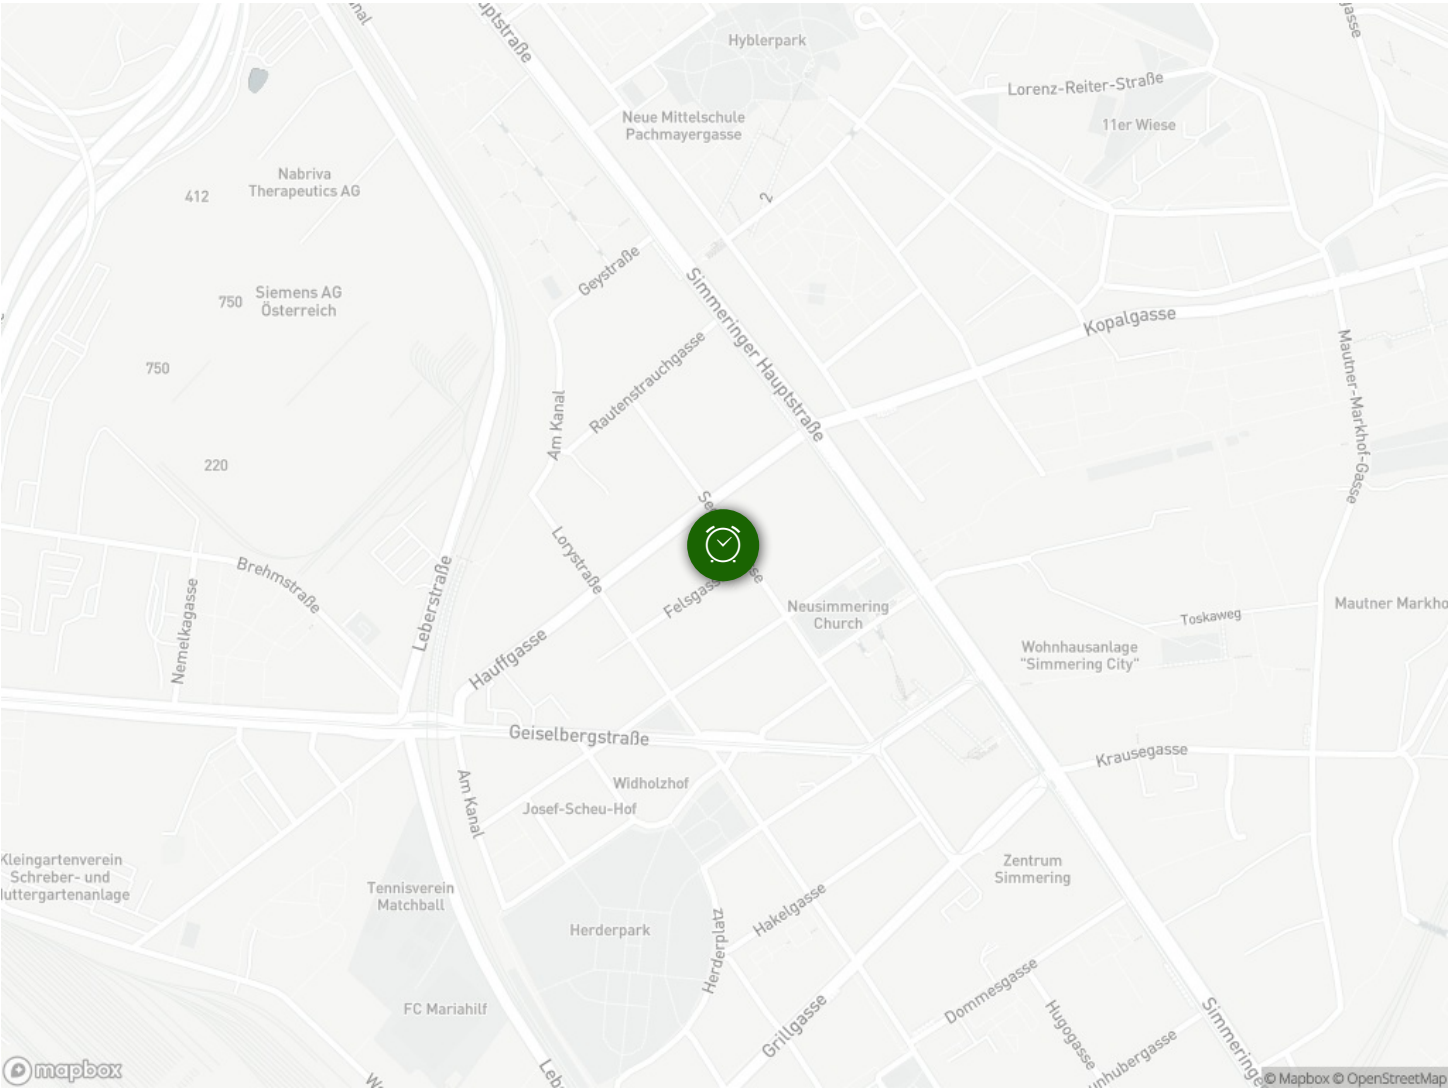 Hyblerpark
Lorenz-Reiter-Straße
Neue Mittelschule
Pachmayergasse
11er Wiese
Nabriva
Therapeutics AG
412
2
Geystraße
Siemens AG
Österreich
750
Simmeringer Hauptstraße
Kopalgasse
750
Rautenstrauchgasse
Mautner-Markhof-Gasse
Am Kanal
220
Brehmstraße
Lorystraße
Leberstraße
Nemelkagasse
Felsgasse
Neusimmering
Church
Toskaweg
Hauffgasse
Wohnhausanlage
"Simmering City"
Geiselbergstraße
Krausegasse
Widholzhof
Am Kanal
Josef-Scheu-Hof
Kleingartenverein
Schreber- und
Zentrum
Simmering
Tennisverein
Matchball
Hakelgasse
Herderpark
Herderplatz
Dommesgasse
FC Mariahilf
Grillgasse
Hugogasse
mapbox
© Mapbox © OpenStreetMap